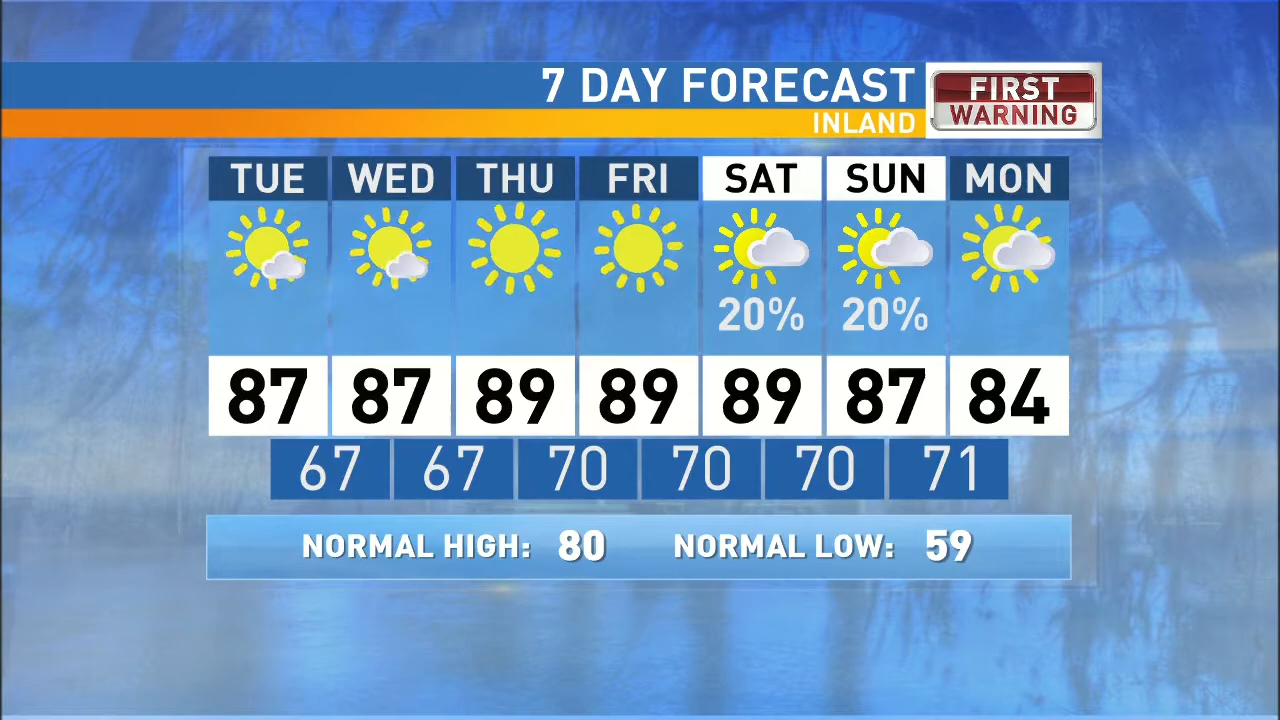 7 DAY FORECAST
FIRST
WARNING
INLAND
TUE WED THU FRI SAT SUN MON
20% 20%
87 87 89 89 89 87 84
67 67 70 70 70 71
NORMAL HIGH: 80 NORMAL LOW: 59